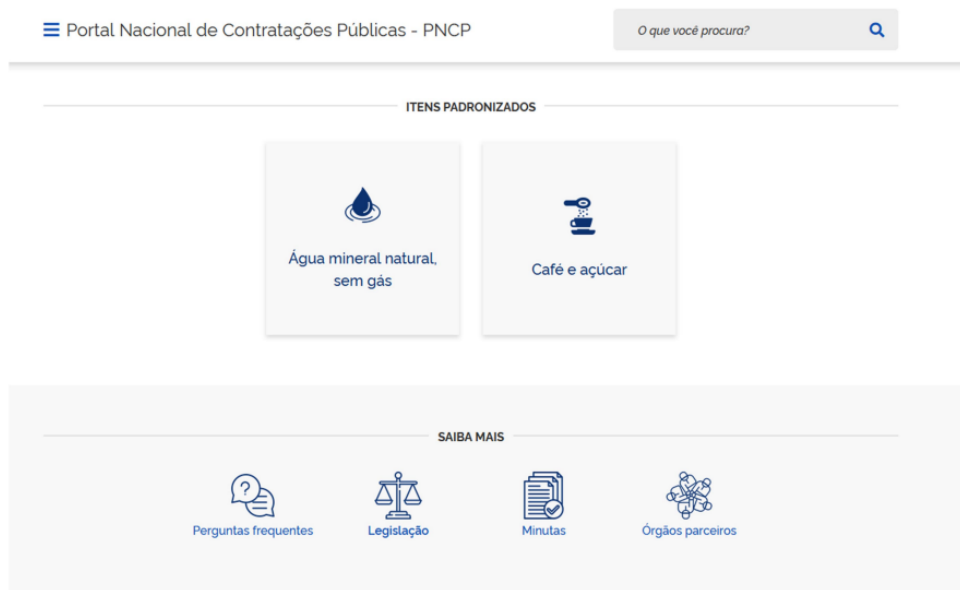 Portal Nacional de Contratações Públicas - PNCP
O que você procura?
ITENS PADRONIZADOS
Água mineral natural,
sem gás
Café e açúcar
SAIBA MAIS
Perguntas frequentes
Legislação
Minutas
Órgãos parceiros